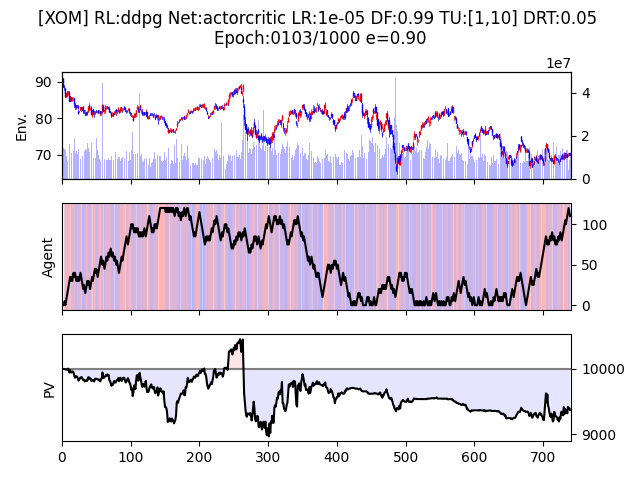 [XOM] RL:ddpg Net:actorcritic LR:1e-05 DF:0.99 TU:[1,10] DRT:0.05
Epoch:0103/1000 e=0.90
1e7
90
80
70
Env.
4
2
0
Agent
100
50
0
PV
10000
9000
0 100 200 300 400 500 600 700